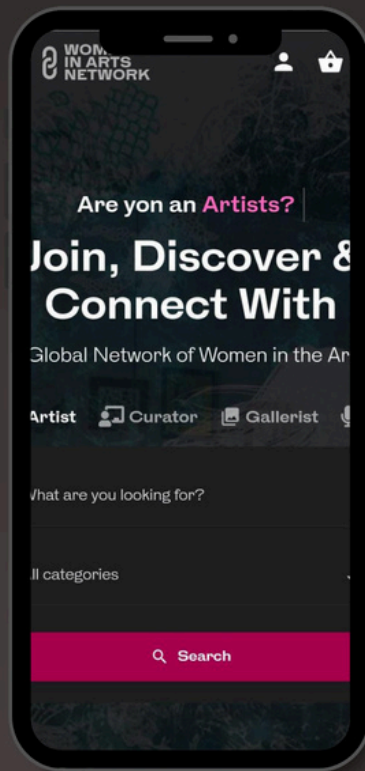 WOM
IN ARTS
NETWORK
Are yon an Artists?
Join, Discover &
Connect With
Global Network of Women in the Ar
Artist Curator Gallerist
What are you looking for?
ll categories
Search